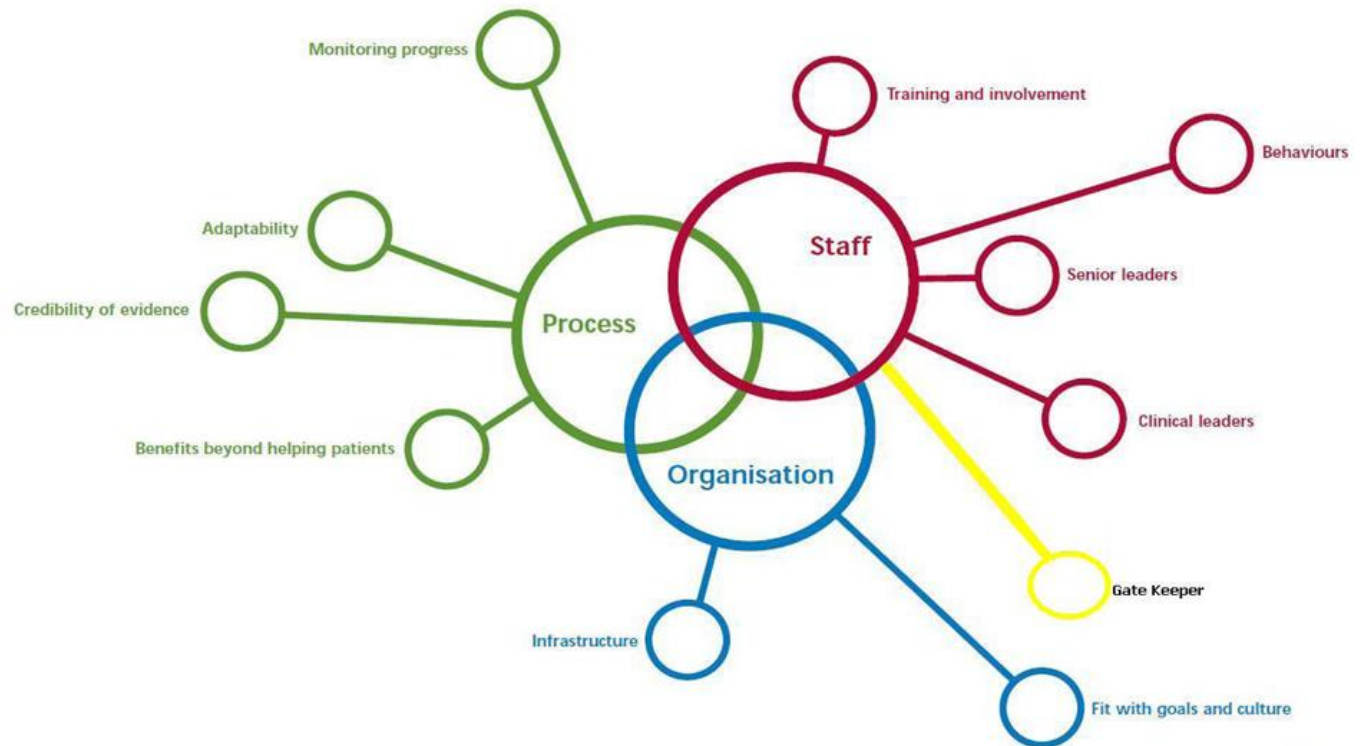 Monitoring progress
Training and involvement
Behaviours
Adaptability
Staff
Senior leaders
Credibility of evidence
Process
Clinical leaders
Benefits beyond helping patients
Organisation
Gate Keeper
Infrastructure
Fit with goals and culture